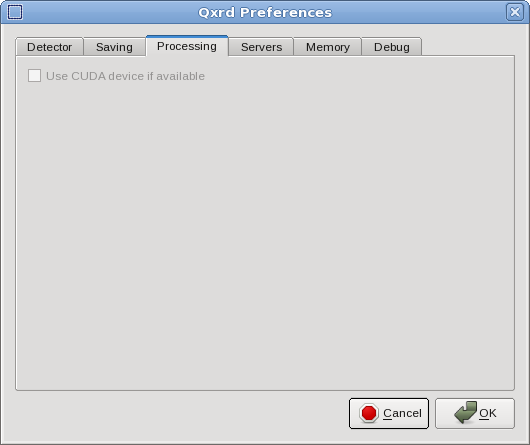 Qxrd Preferences
Detector Saving Processing Servers Memory Debug
Use CUDA device if available
Cancel OK